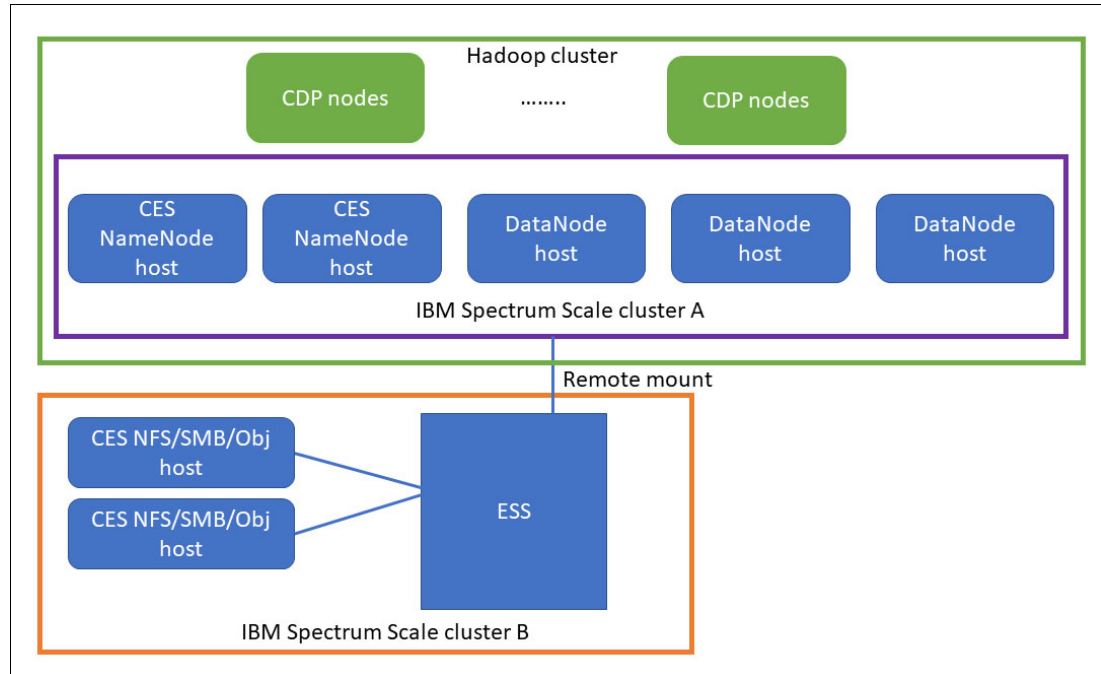 Hadoop cluster
CDP nodes
........
CDP nodes
CES
NameNode
host
CES
NameNode
host
DataNode
host
DataNode
host
DataNode
host
IBM Spectrum Scale cluster A
Remote mount
CES NFS/SMB/Obj
host
CES NFS/SMB/Obj
host
ESS
IBM Spectrum Scale cluster B